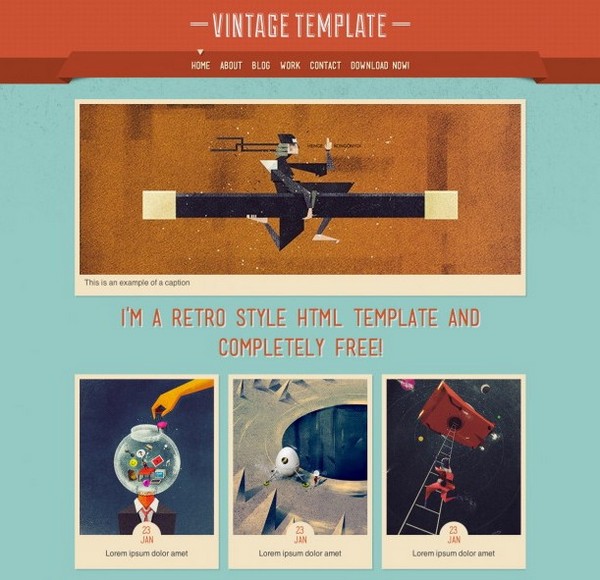 VINTAGE TEMPLATE
HOME ABOUT BLOG WORK CONTACT DOWNLOAD NOW!
This is an example of a caption
I'M A RETRO STYLE HTML TEMPLATE AND
COMPLETELY FREE!
23
JAN
23
JAN
23
JAN
Lorem ipsum dolor amet
Lorem ipsum dolor amet
Lorem ipsum dolor amet